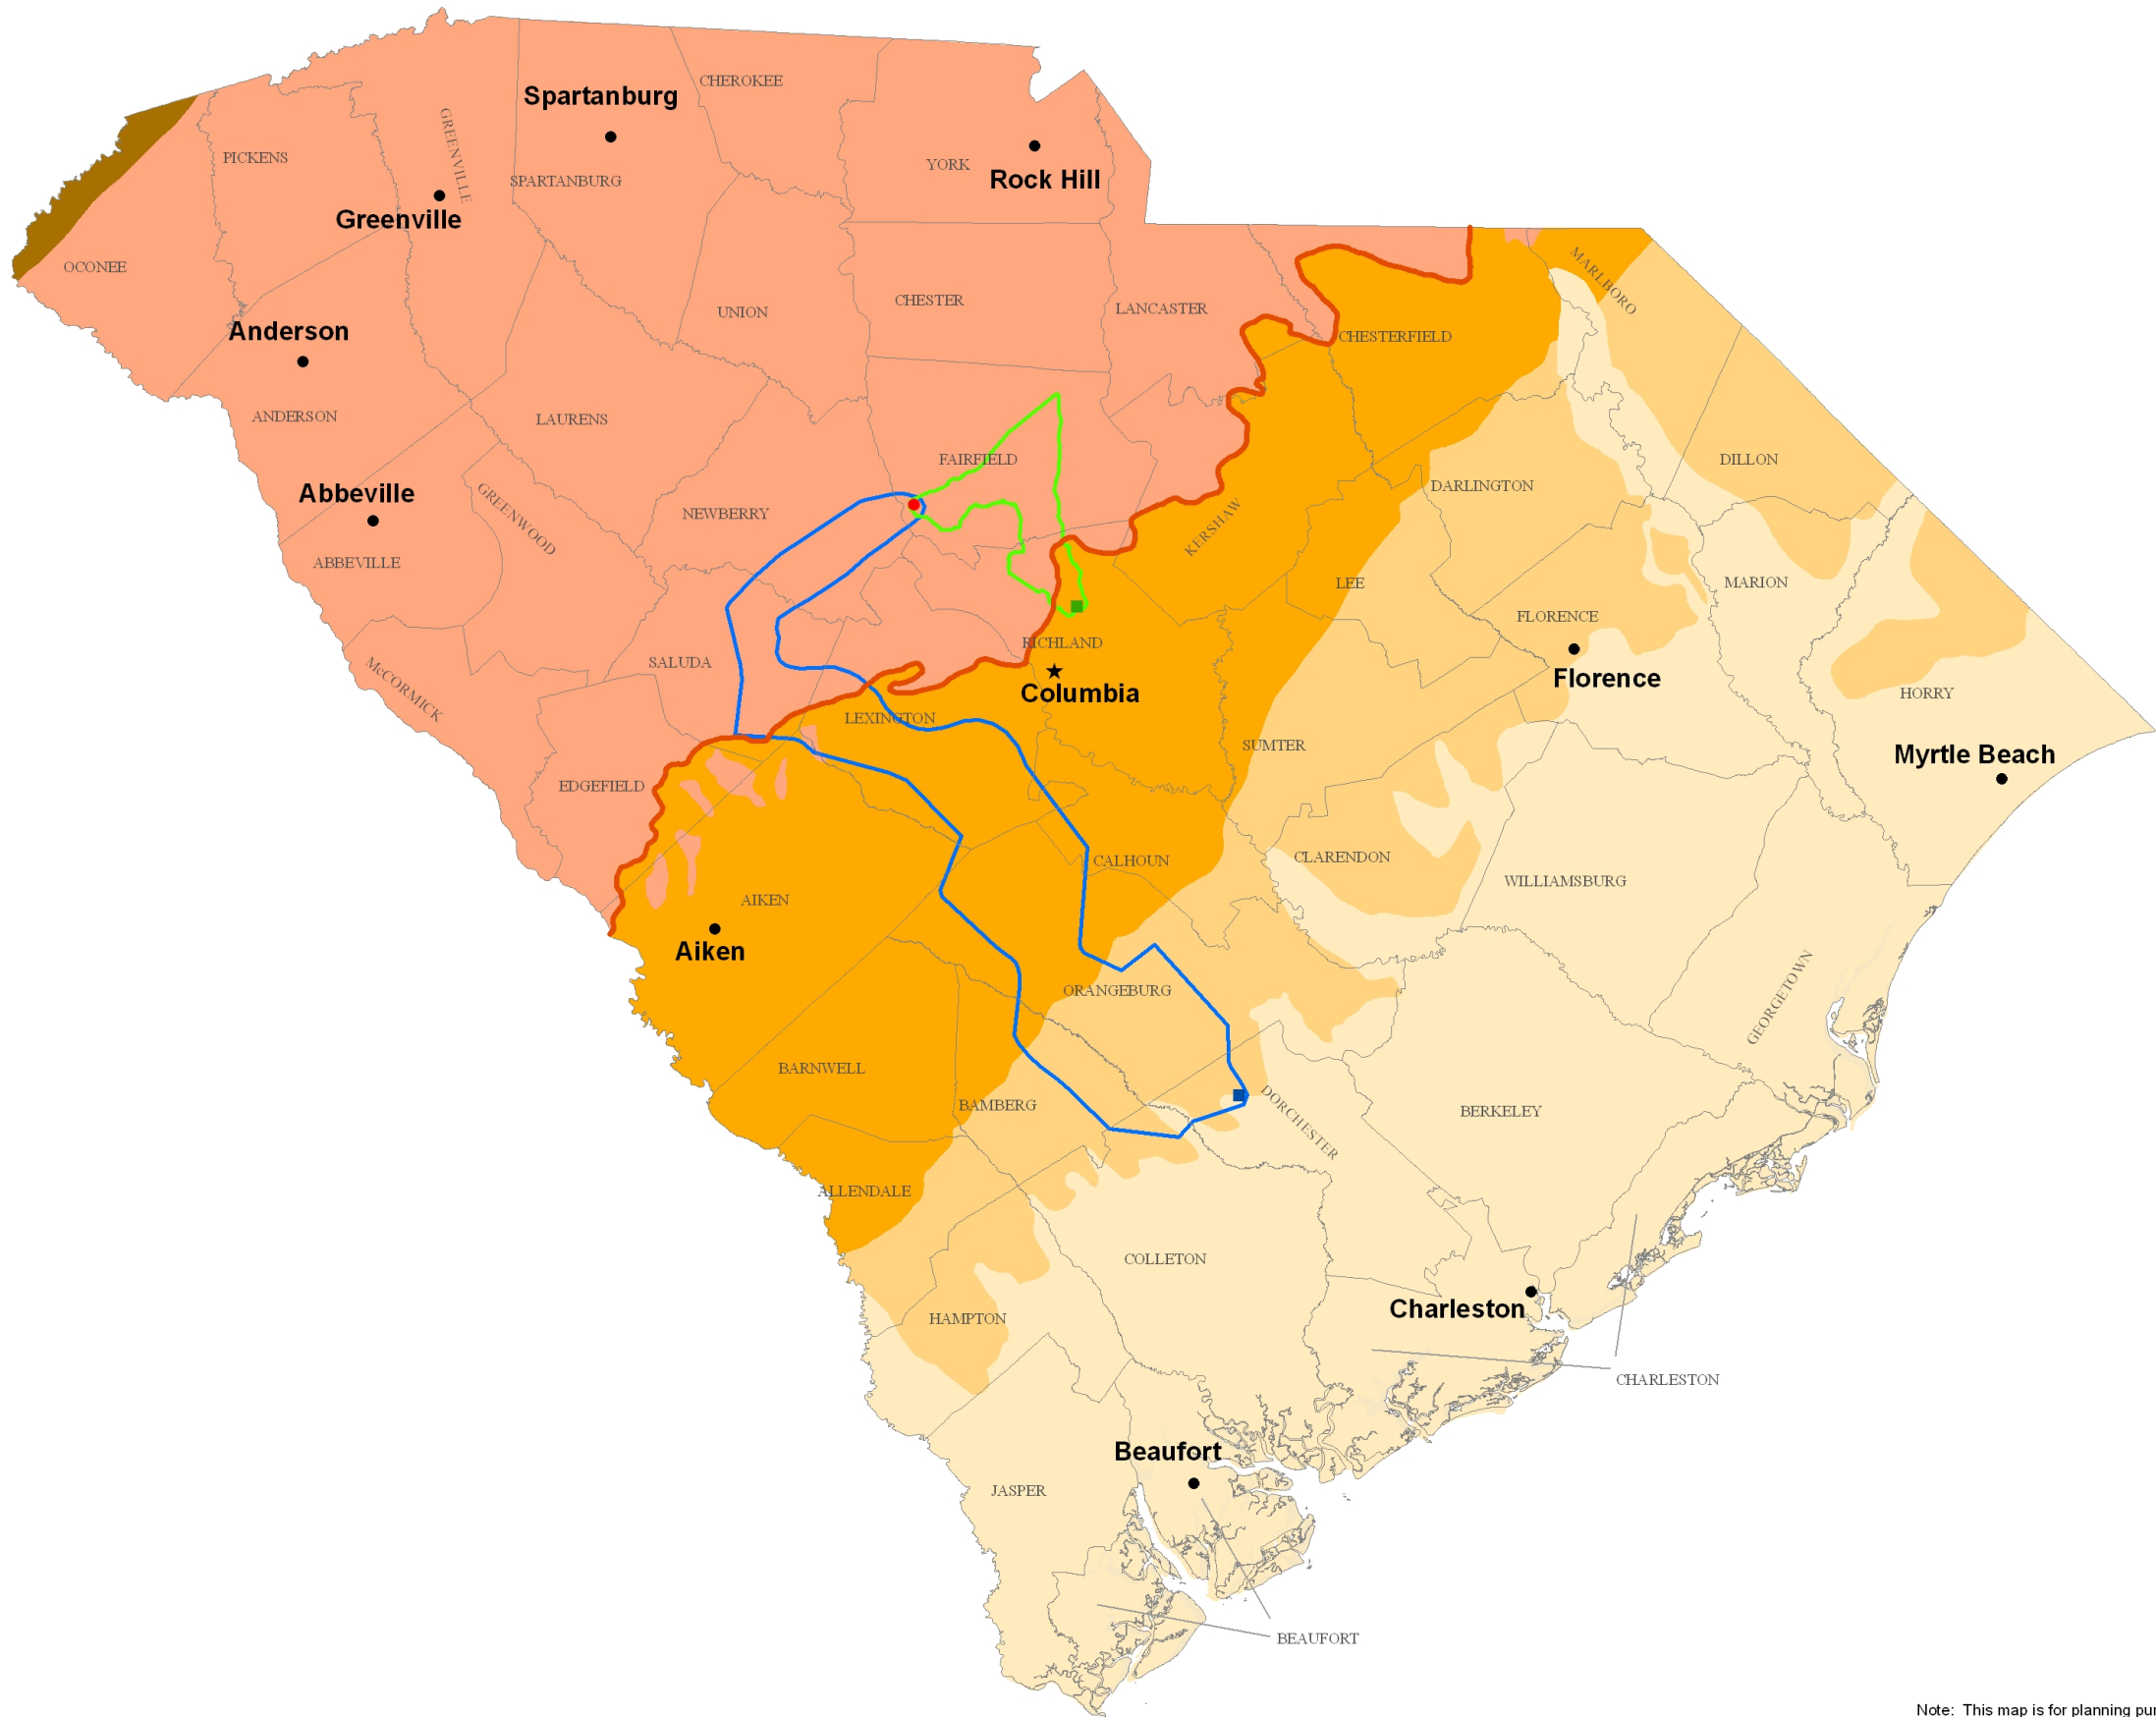 CHEROKEE
Spartanburg
GREENVILLE
PICKENS
YORK
Rock Hill
SPARTANBURG
Greenville
OCONEE
MARLBORO
CHESTER
LANCASTER
UNION
Anderson
CHESTERFIELD
ANDERSON
LAURENS
FAIRFIELD
DILLON
DARLINGTON
Abbeville
GREENWOOD
NEWBERRY
KERSHAW
ABBEVILLE
LEE
MARION
FLORENCE
RICHLAND
SALUDA
Florence
McCORMICK
Columbia
HORRY
LEXINGTON
SUMTER
Myrtle Beach
EDGEFIELD
CLARENDON
CALHOUN
WILLIAMSBURG
AIKEN
Aiken
ORANGEBURG
GEORGETOWN
BARNWELL
BAMBERG
DORCHESTER
BERKELEY
ALLENDALE
COLLETON
Charleston
HAMPTON
CHARLESTON
Beaufort
JASPER
BEAUFORT
Note: This map is for planning pur